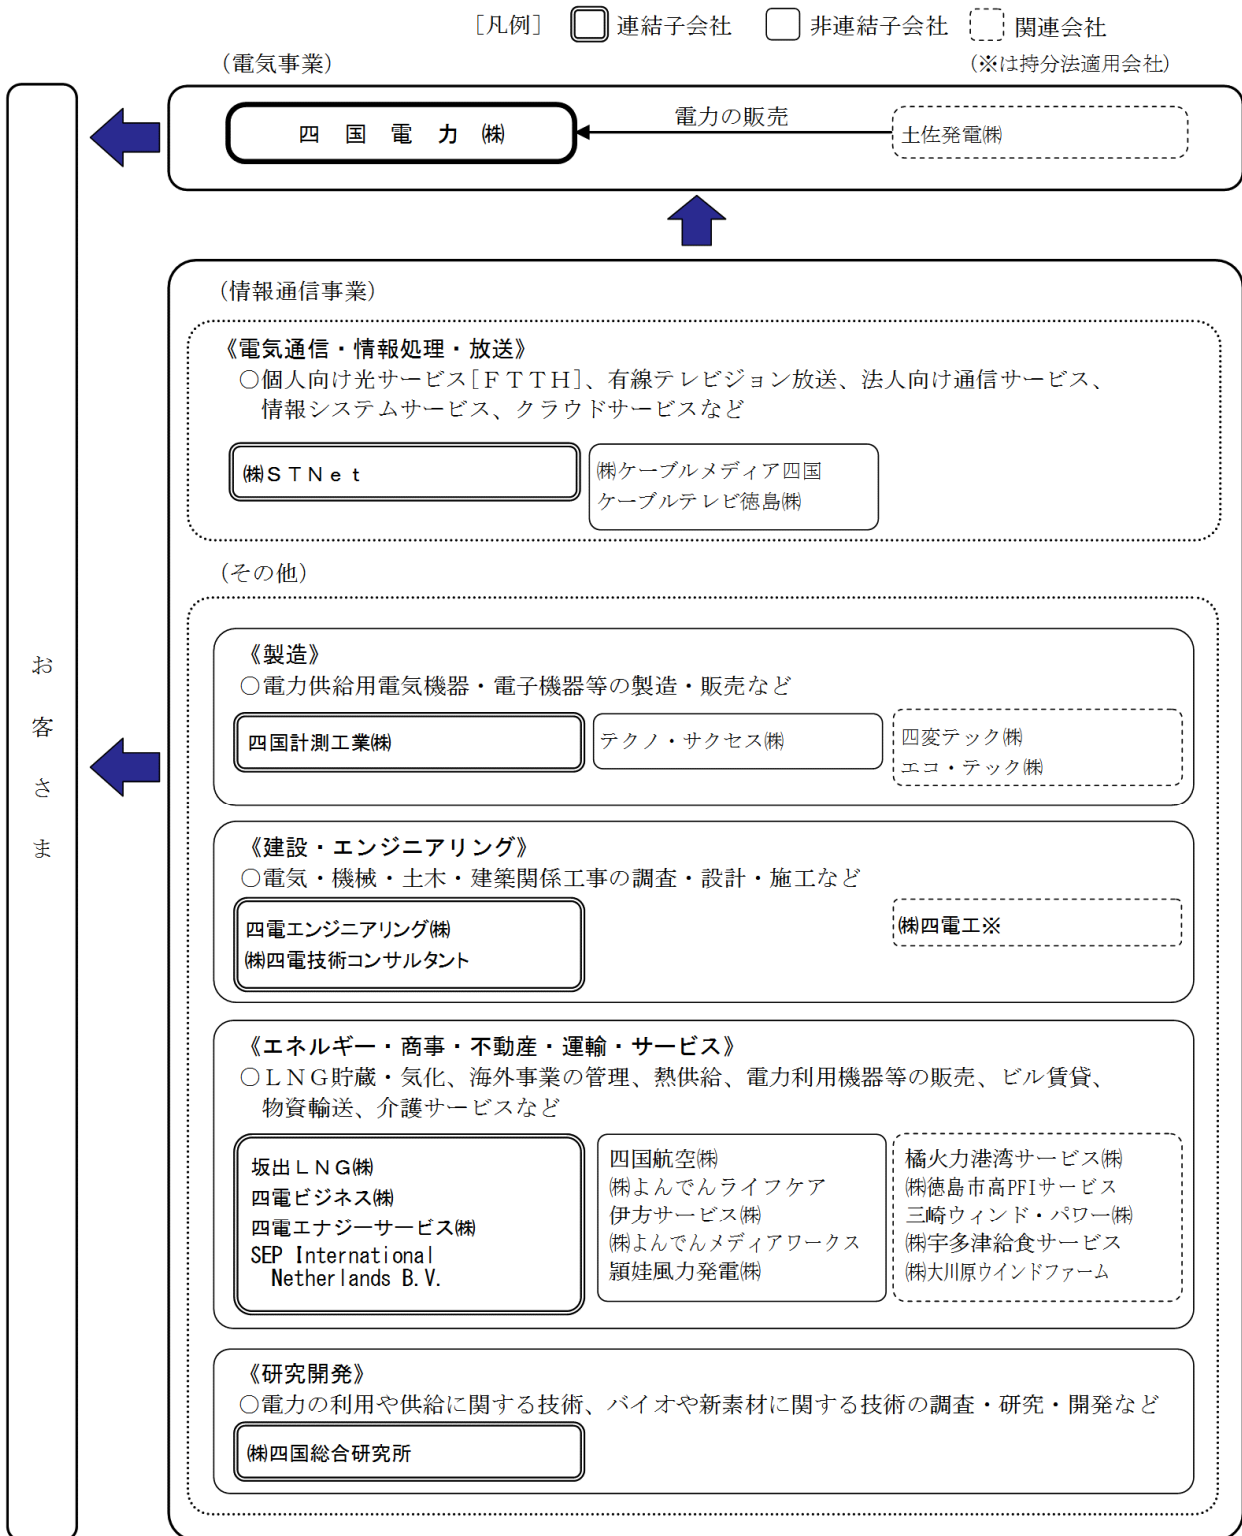 ［凡例］ 連結子会社 非連結子会社 関連会社
(※は持分法適用会社)
(電気事業)
四国電力㈱
電力の販売
土佐発電㈱
(情報通信事業)
《電気通信・情報処理・放送》
○個人向け光サービス[ＦＴＴＨ]、有線テレビジョン放送、法人向け通信サービス、
情報システムサービス、クラウドサービスなど
㈱ＳＴＮｅｔ
㈱ケーブルメディア四国
ケーブルテレビ徳島㈱
(その他)
《製造》
○電力供給用電気機器・電子機器等の製造・販売など
四国計測工業㈱
テクノ・サクセス㈱
四変テック㈱
エコ・テック㈱
《建設・エンジニアリング》
○電気・機械・土木・建築関係工事の調査・設計・施工など
四電エンジニアリング㈱
㈱四電技術コンサルタント
㈱四電工※
《エネルギー・商事・不動産・運輸・サービス》
○ＬＮＧ貯蔵・気化、海外事業の管理、熱供給、電力利用機器等の販売、ビル賃貸、
物資輸送、介護サービスなど
坂出ＬＮＧ㈱
四電ビジネス㈱
四電エナジーサービス㈱
SEP International
Netherlands B.V.
四国航空㈱
㈱よんでんライフケア
伊方サービス㈱
㈱よんでんメディアワークス
頴娃風力発電㈱
橘火力港湾サービス㈱
㈱徳島市高PFIサービス
三崎ウィンド・パワー㈱
㈱宇多津給食サービス
㈱大川原ウインドファーム
《研究開発》
○電力の利用や供給に関する技術、バイオや新素材に関する技術の調査・研究・開発など
㈱四国総合研究所
お客さま